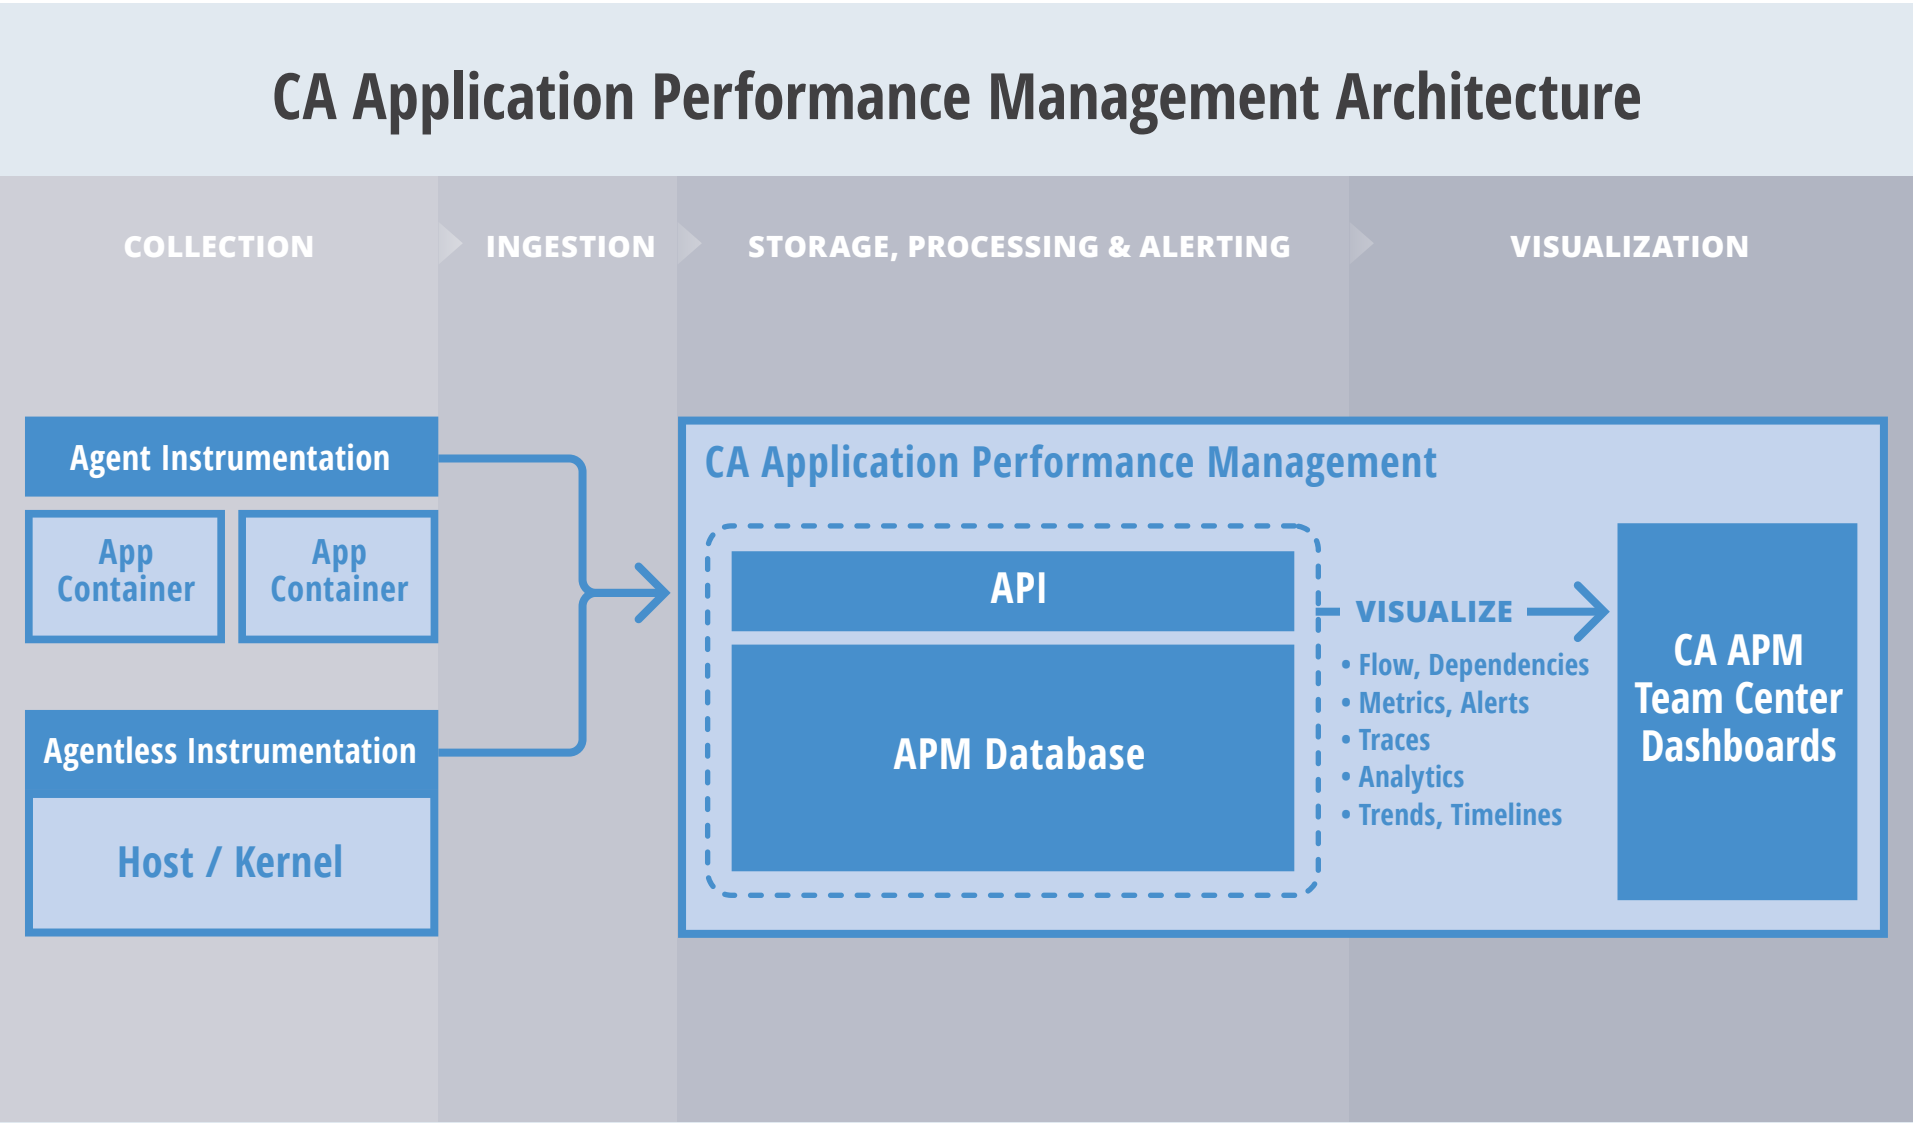 CA Application Performance Management Architecture
COLLECTION
INGESTION
STORAGE, PROCESSING & ALERTING
VISUALIZATION
Agent Instrumentation
App
Container
App
Container
Agentless Instrumentation
Host / Kernel
CA Application Performance Management
API
APM Database
VISUALIZE
• Flow, Dependencies
• Metrics, Alerts
• Traces
• Analytics
• Trends, Timelines
CA APM
Team Center
Dashboards